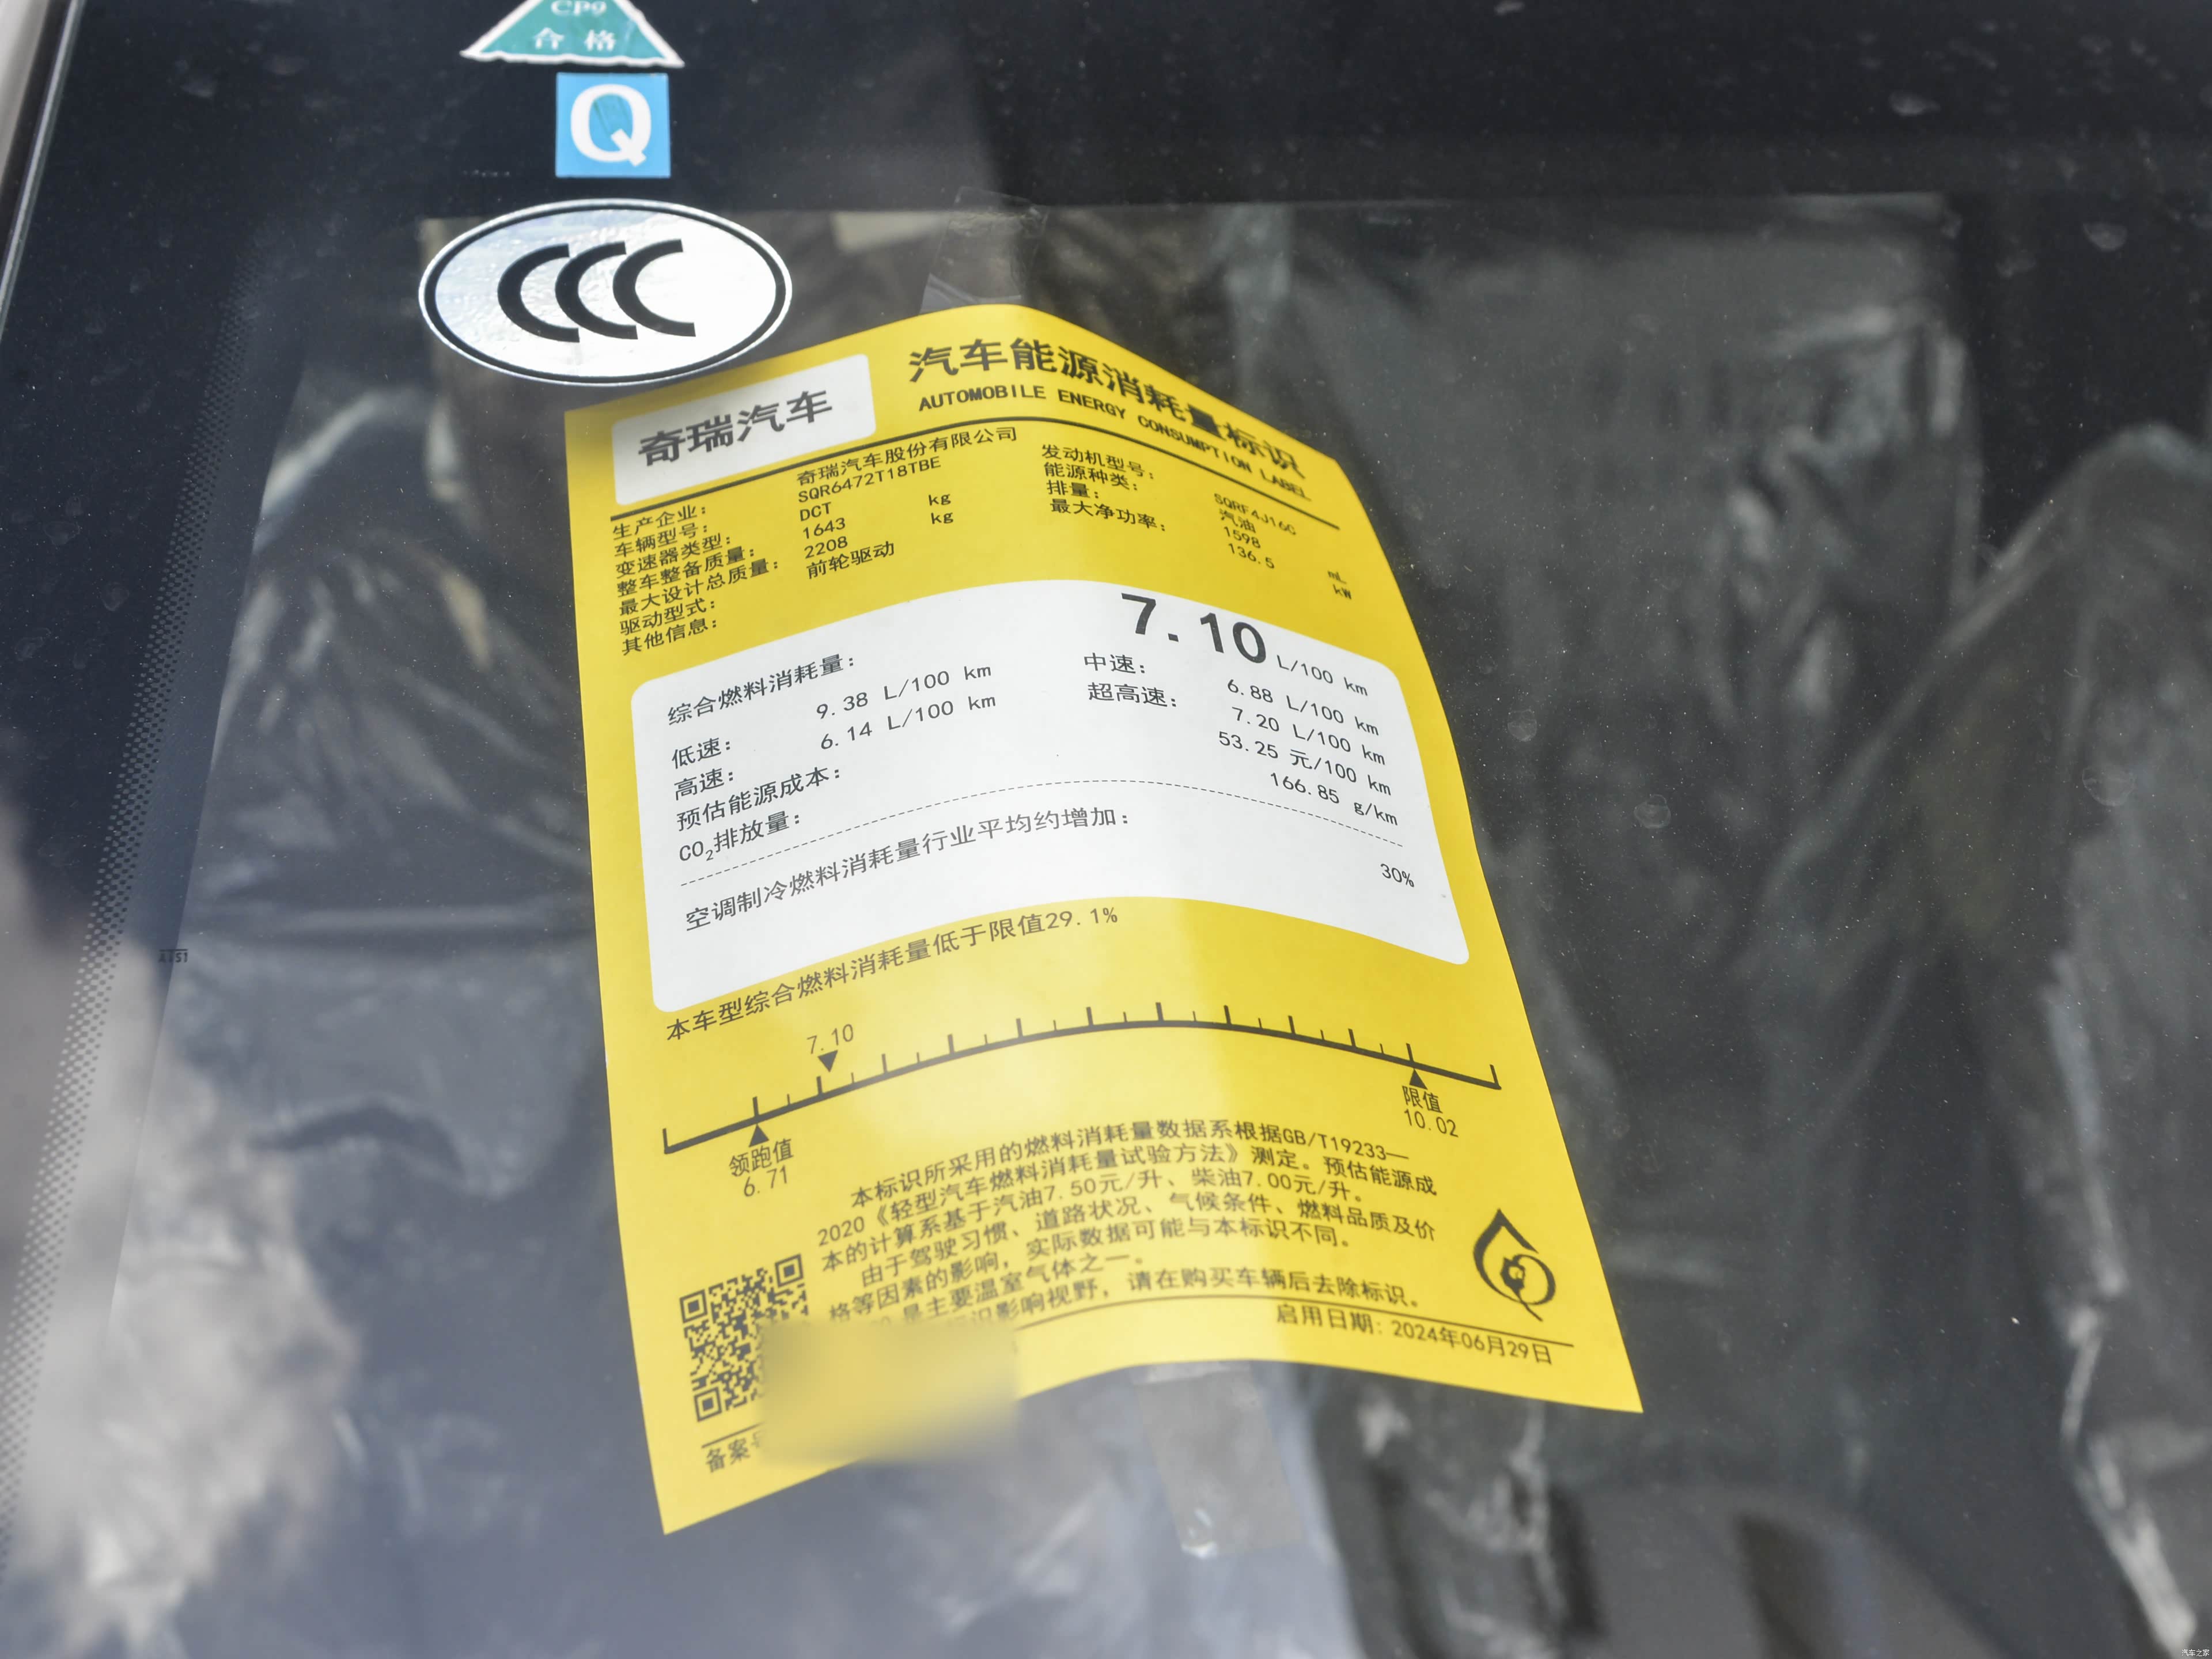 CP9
合格
Q
CCC
奇瑞汽车
汽车能源消耗量标识
AUTOMOBILE ENERGY CONSUMPTION LABEL
生产企业： 奇瑞汽车股份有限公司
车辆型号： SQR6472T18TBE
变速器类型： DCT
整车整备质量： 1643 kg
最大设计总质量： 2208 kg
驱动型式： 前轮驱动
其他信息：
发动机型号： SQRF4J16C
能源种类： 汽油
排量： 1598 mL
最大净功率： 136.5 kW
综合燃料消耗量： 7.10 L/100 km
低速： 9.38 L/100 km 中速： 6.88 L/100 km
高速： 6.14 L/100 km 超高速： 7.20 L/100 km
预估能源成本： 53.25 元/100 km
CO2排放量： 166.85 g/km
空调制冷燃料消耗量行业平均约增加： 30%
本车型综合燃料消耗量低于限值29.1%
7.10
领跑值
6.71
限值
10.02
本标识所采用的燃料消耗量数据系根据GB/T19233—
2020《轻型汽车燃料消耗量试验方法》测定。预估能源成
本的计算系基于汽油7.50元/升、柴油7.00元/升。
由于驾驶习惯、道路状况、气候条件、燃料品质及价
格等因素的影响，实际数据可能与本标识不同。
是主要温室气体之一。
识影响视野，请在购买车辆后去除标识。
备案 启用日期：2024年06月29日
汽车之家